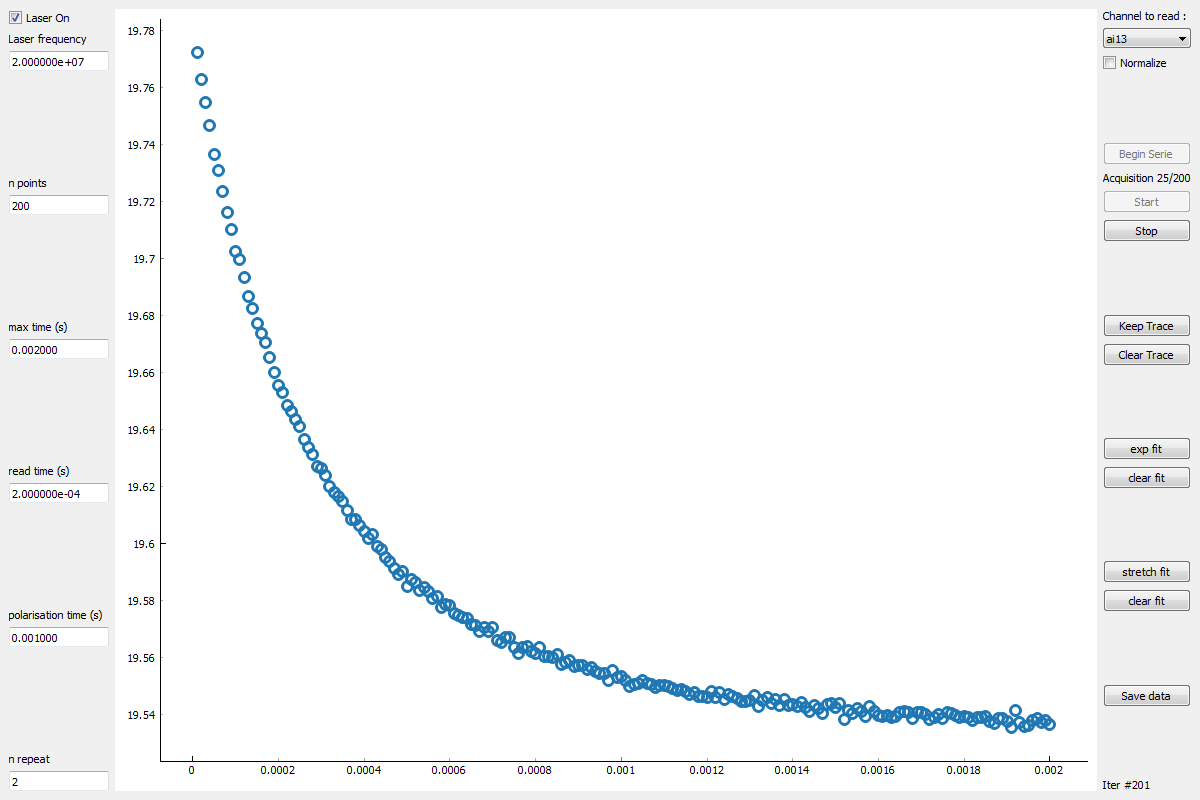 Laser On
Laser frequency
2.000000e+07
n points
200
max time (s)
0.002000
read time (s)
2.000000e-04
polarisation time (s)
0.001000
n repeat
2
19.78
19.76
19.74
19.72
19.7
19.68
19.66
19.64
19.62
19.6
19.58
19.56
19.54
0 0.0002 0.0004 0.0006 0.0008 0.001 0.0012 0.0014 0.0016 0.0018 0.002
Channel to read :
ai13
Normalize
Begin Serie
Acquisition 25/200
Start
Stop
Keep Trace
Clear Trace
exp fit
clear fit
stretch fit
clear fit
Save data
Iter #201